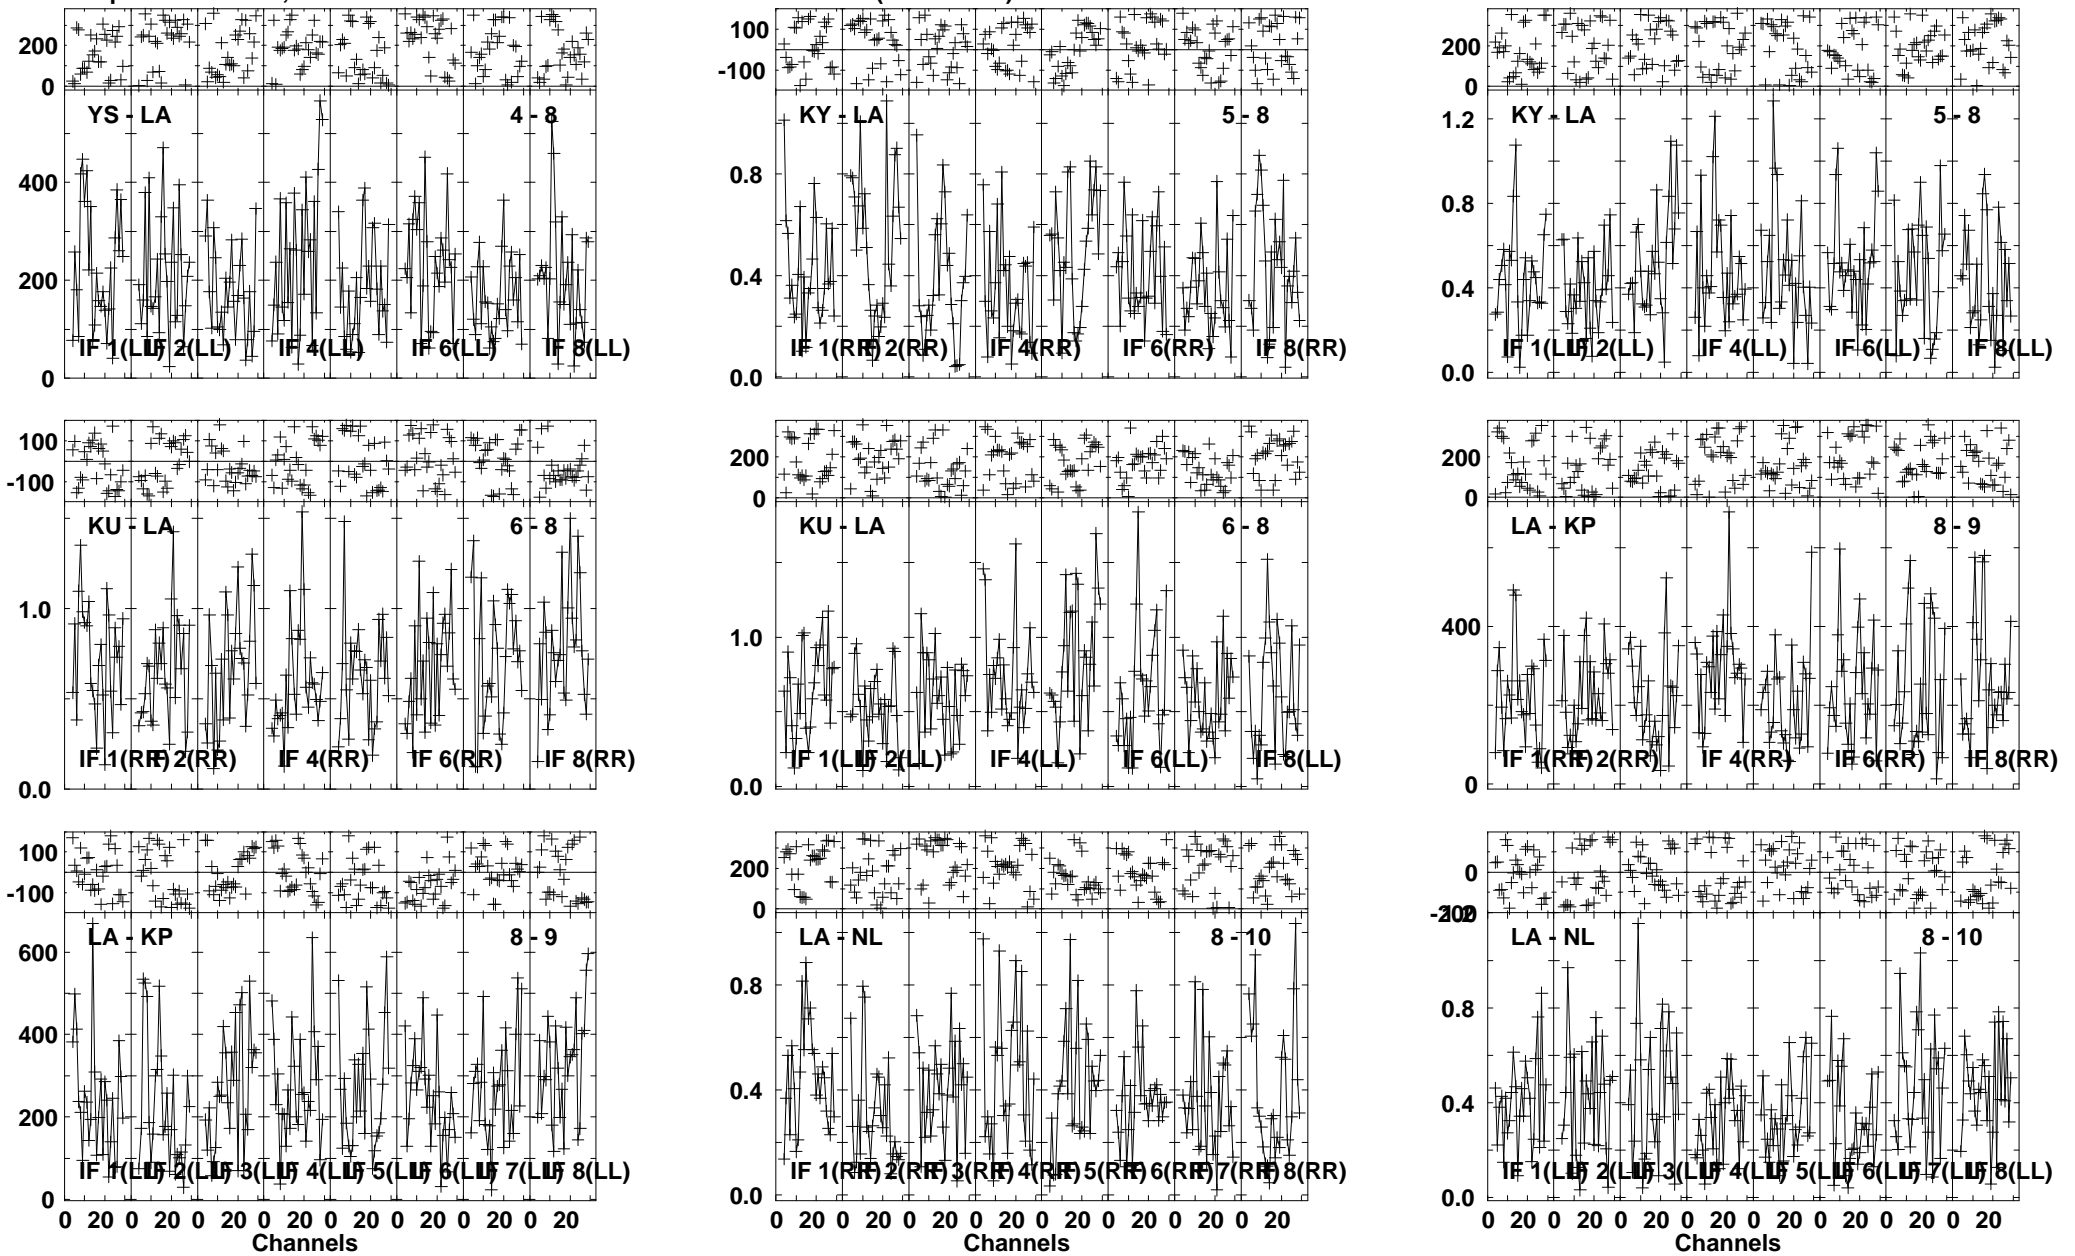 200
0
YS - LA
4 - 8
400
200
0
IF 1(LL)
IF 2(LL)
IF 4(LL)
IF 6(LL)
IF 8(LL)
100
-100
KY - LA
5 - 8
0.8
0.4
0.0
IF 1(RR)
IF 2(RR)
IF 4(RR)
IF 6(RR)
IF 8(RR)
200
0
KY - LA
5 - 8
1.2
0.8
0.4
0.0
IF 1(LL)
IF 2(LL)
IF 4(LL)
IF 6(LL)
IF 8(LL)
100
-100
KU - LA
6 - 8
1.0
0.0
IF 1(RR)
IF 2(RR)
IF 4(RR)
IF 6(RR)
IF 8(RR)
200
0
KU - LA
6 - 8
1.0
0.0
IF 1(LL)
IF 2(LL)
IF 4(LL)
IF 6(LL)
IF 8(LL)
200
0
LA - KP
8 - 9
400
0
IF 1(RR)
IF 2(RR)
IF 4(RR)
IF 6(RR)
IF 8(RR)
100
-100
LA - KP
8 - 9
600
400
200
0
IF 1(LL)
IF 2(LL)
IF 3(LL)
IF 4(LL)
IF 5(LL)
IF 6(LL)
IF 7(LL)
IF 8(LL)
0 20 0 20 0 20 0 20 0 20 0 20 0 20 0 20
Channels
200
0
LA - NL
8 - 10
0.8
0.4
0.0
IF 1(RR)
IF 2(RR)
IF 3(RR)
IF 4(RR)
IF 5(RR)
IF 6(RR)
IF 7(RR)
IF 8(RR)
0 20 0 20 0 20 0 20 0 20 0 20 0 20 0 20
Channels
0
-200
1.2
LA - NL
8 - 10
0.8
0.4
0.0
IF 1(LL)
IF 2(LL)
IF 3(LL)
IF 4(LL)
IF 5(LL)
IF 6(LL)
IF 7(LL)
IF 8(LL)
0 20 0 20 0 20 0 20 0 20 0 20 0 20 0 20
Channels